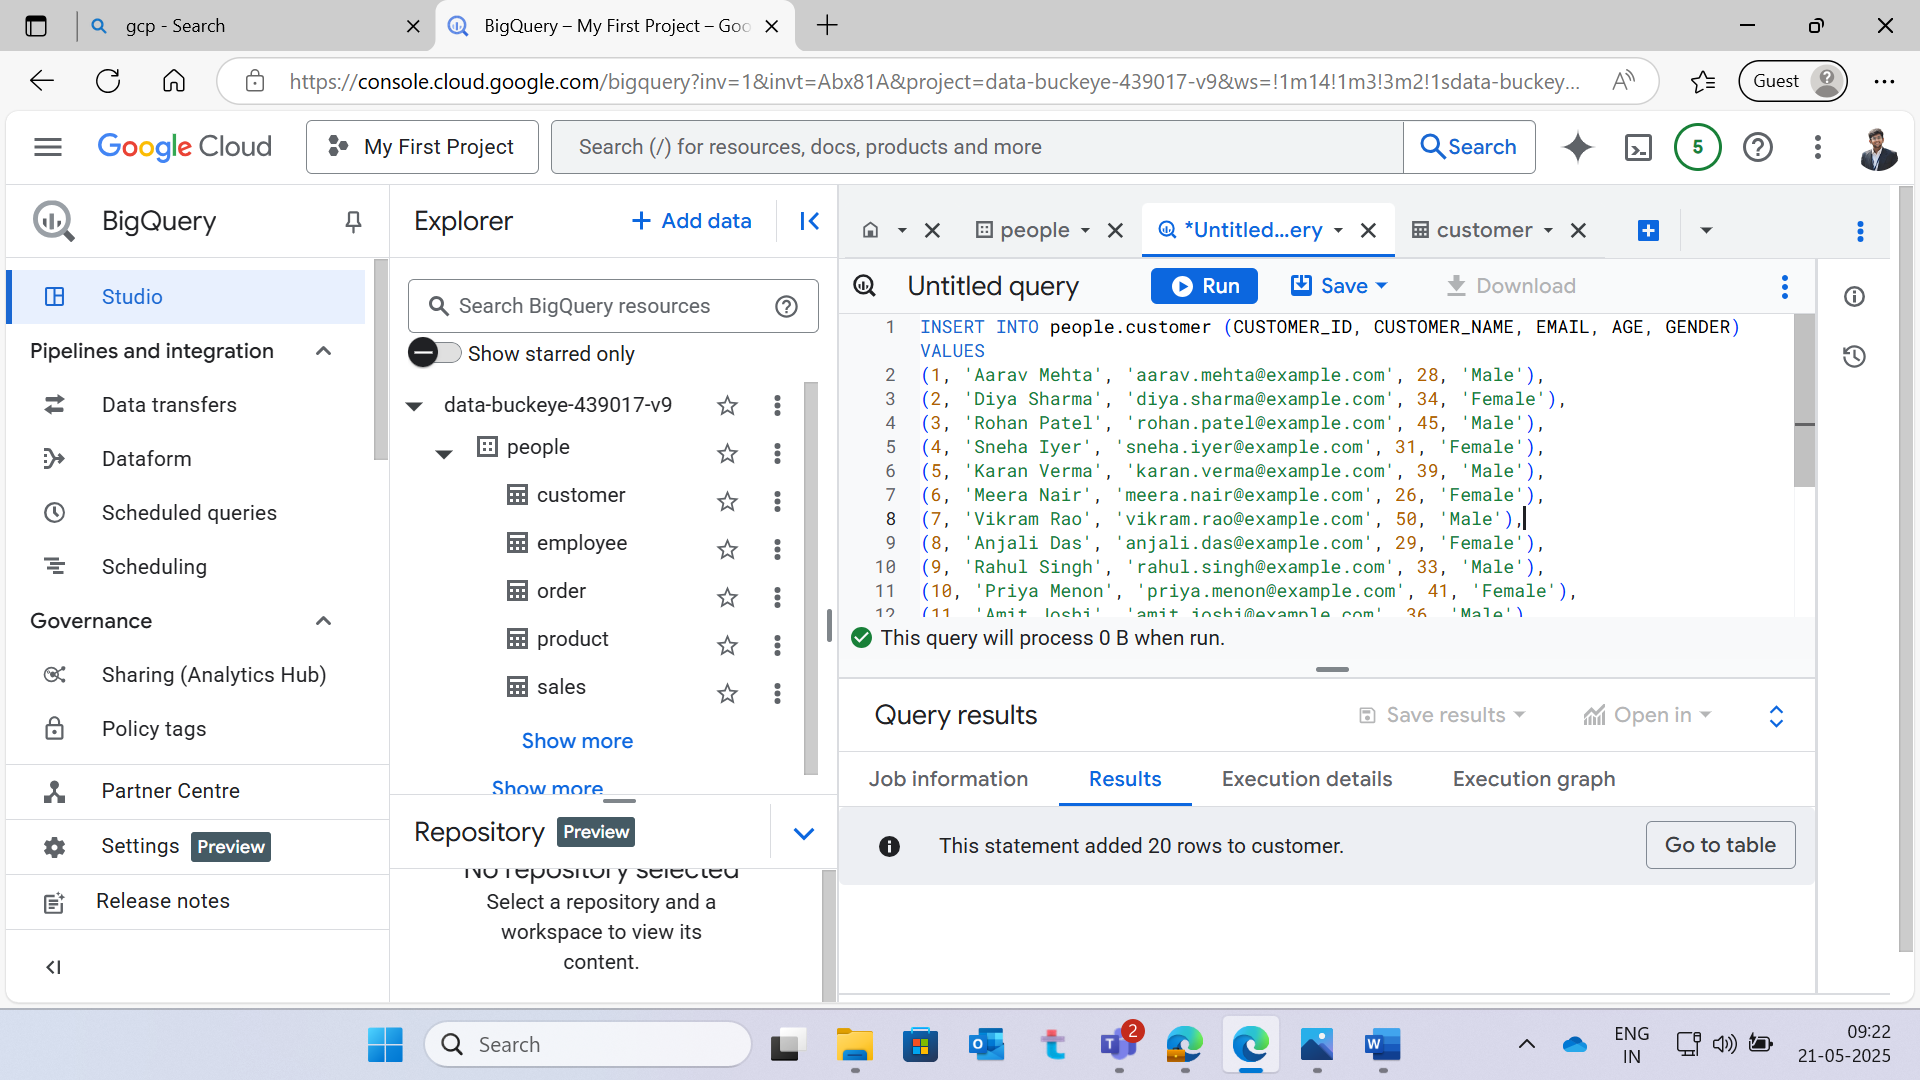 gcp - Search
BigQuery – My First Project – Goo
https://console.cloud.google.com/bigquery?inv=1&invt=Abx81A&project=data-buckeye-439017-v9&ws=!1m14!1m3!3m2!1sdata-buckey...
Guest
Google Cloud
My First Project
Search (/) for resources, docs, products and more
Search
5
BigQuery
Studio
Pipelines and integration
Data transfers
Dataform
Scheduled queries
Scheduling
Governance
Sharing (Analytics Hub)
Policy tags
Partner Centre
Settings Preview
Release notes
Explorer
+ Add data
Search BigQuery resources
Show starred only
data-buckeye-439017-v9
people
customer
employee
order
product
sales
Show more
Show more
Repository Preview
No repository selected
Select a repository and a
workspace to view its
content.
people
*Untitled...ery
customer
Untitled query
Run
Save
Download
1 INSERT INTO people.customer (CUSTOMER_ID, CUSTOMER_NAME, EMAIL, AGE, GENDER)
VALUES
2 (1, 'Aarav Mehta', 'aarav.mehta@example.com', 28, 'Male'),
3 (2, 'Diya Sharma', 'diya.sharma@example.com', 34, 'Female'),
4 (3, 'Rohan Patel', 'rohan.patel@example.com', 45, 'Male'),
5 (4, 'Sneha Iyer', 'sneha.iyer@example.com', 31, 'Female'),
6 (5, 'Karan Verma', 'karan.verma@example.com', 39, 'Male'),
7 (6, 'Meera Nair', 'meera.nair@example.com', 26, 'Female'),
8 (7, 'Vikram Rao', 'vikram.rao@example.com', 50, 'Male'),
9 (8, 'Anjali Das', 'anjali.das@example.com', 29, 'Female'),
10 (9, 'Rahul Singh', 'rahul.singh@example.com', 33, 'Male'),
11 (10, 'Priya Menon', 'priya.menon@example.com', 41, 'Female'),
12 (11, 'Amit Joshi', 'amit.joshi@example.com', 36, 'Male'),
This query will process 0 B when run.
Query results
Save results
Open in
Job information
Results
Execution details
Execution graph
This statement added 20 rows to customer.
Go to table
Search
2
ENG
IN
09:22
21-05-2025